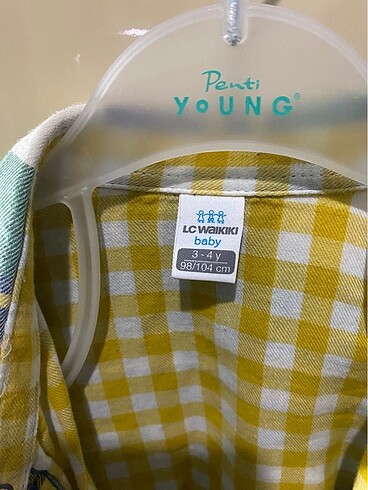 Penti
YoUNG®
LC WAIKIKI
baby
3 - 4 y
98/104 cm